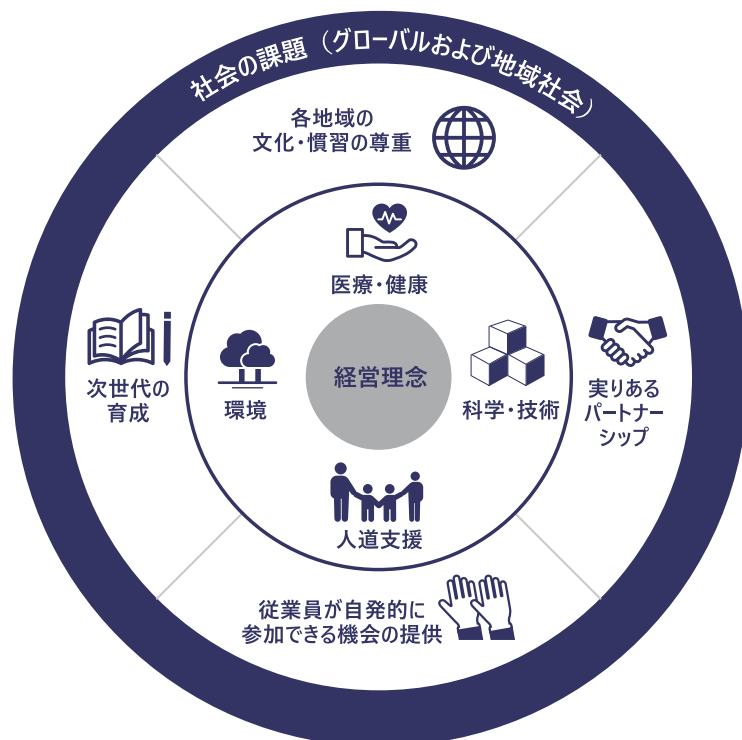 社会の課題（グローバルおよび地域社会）
各地域の
文化・慣習の尊重
医療・健康
次世代の
育成
環境
経営理念
科学・技術
実りある
パートナー
シップ
人道支援
従業員が自発的に
参加できる機会の提供